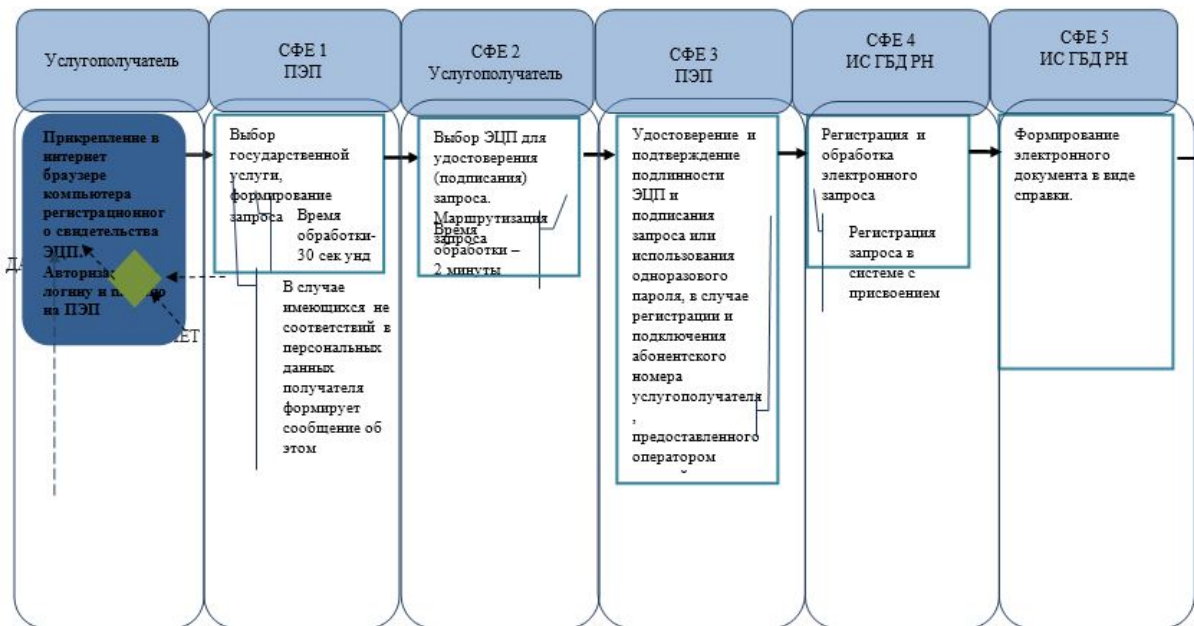 Услугополучатель
СФЕ 1
ПЭП
СФЕ 2
Услугополучатель
СФЕ 3
ПЭП
СФЕ 4
ИС ГБД РН
СФЕ 5
ИС ГБД РН
Прикрепление в
интернет
браузере
компьютера
регистрационног
о свидетельства
ЭЦП.
логину и
на ПЭП
Выбор
государственной
услуги,
формирование
запроса
Время
обработки-
30 сек унд
В случае
имеющихся не
соответствий в
персональных
данных
получателя
формирует
сообщение об
этом
Выбор ЭЦП для
удостоверения
(подписания)
запроса.
Маршрутизация
запроса
Время
обработки –
2 минуты
Удостоверение и
подтверждение
подлинности
ЭЦП и
подписания
запроса или
использования
одноразового
пароля, в случае
регистрации и
подключения
абонентского
номера
услугополучателя
,
предоставленного
оператором
Регистрация и
обработка
электронного
запроса
Регистрация
запроса в
системе с
присвоением
Формирование
электронного
документа в виде
справки.